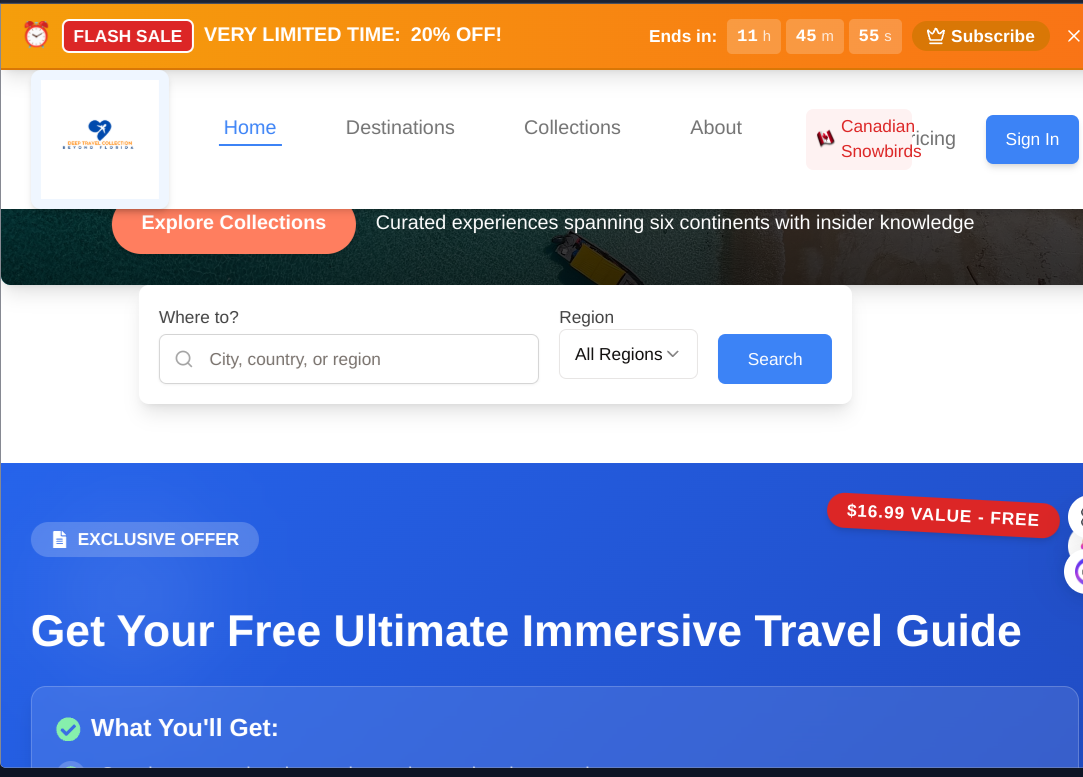 FLASH SALE VERY LIMITED TIME: 20% OFF! Ends in: 11 h 45 m 55 s Subscribe
DEEP TRAVEL COLLECTION
BEYOND FLORIDA
Home Destinations Collections About
Canadian
Snowbirds
ricing
Sign In
Explore Collections Curated experiences spanning six continents with insider knowledge
Where to? Region
City, country, or region All Regions Search
$16.99 VALUE - FREE
EXCLUSIVE OFFER
Get Your Free Ultimate Immersive Travel Guide
What You'll Get: